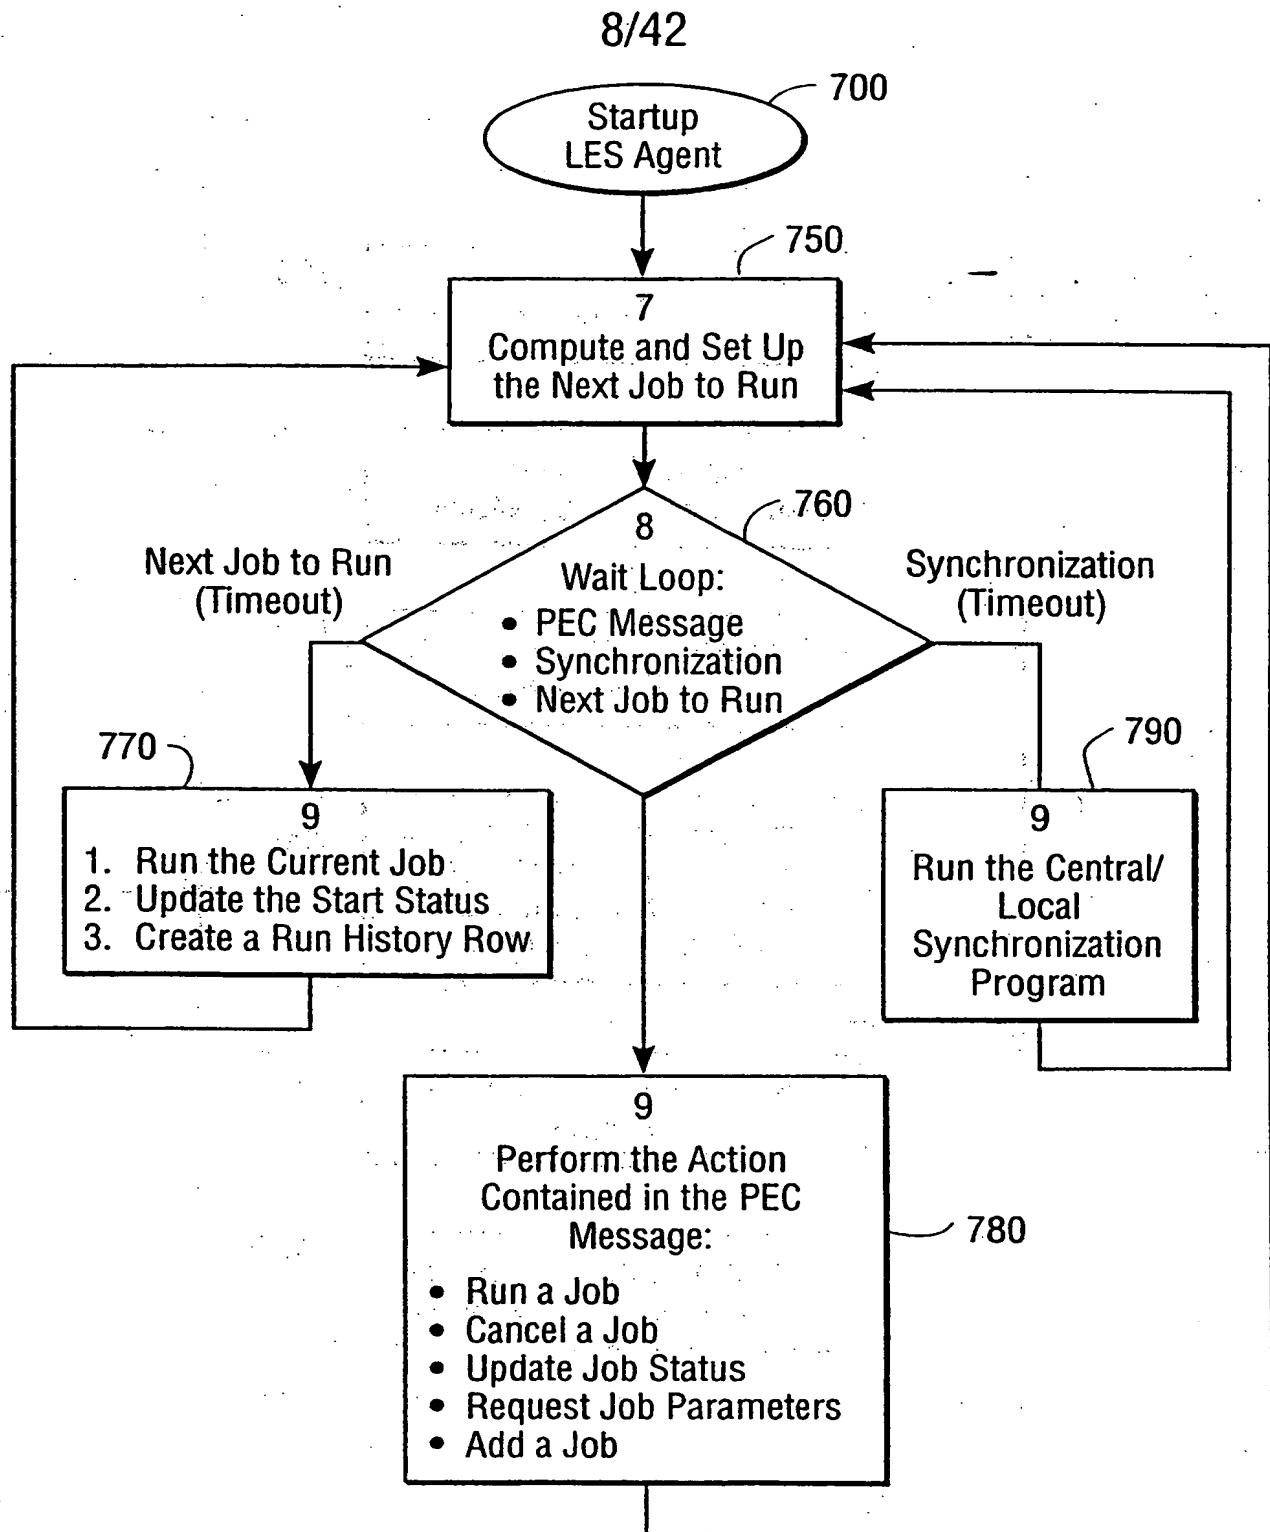 8/42
700
Startup
LES Agent
750
7
Compute and Set Up
the Next Job to Run
760
8
Wait Loop:
• PEC Message
• Synchronization
• Next Job to Run
Next Job to Run
(Timeout)
Synchronization
(Timeout)
770
9
1. Run the Current Job
2. Update the Start Status
3. Create a Run History Row
790
9
Run the Central/
Local
Synchronization
Program
9
Perform the Action
Contained in the PEC
Message:
• Run a Job
• Cancel a Job
• Update Job Status
• Request Job Parameters
• Add a Job
780